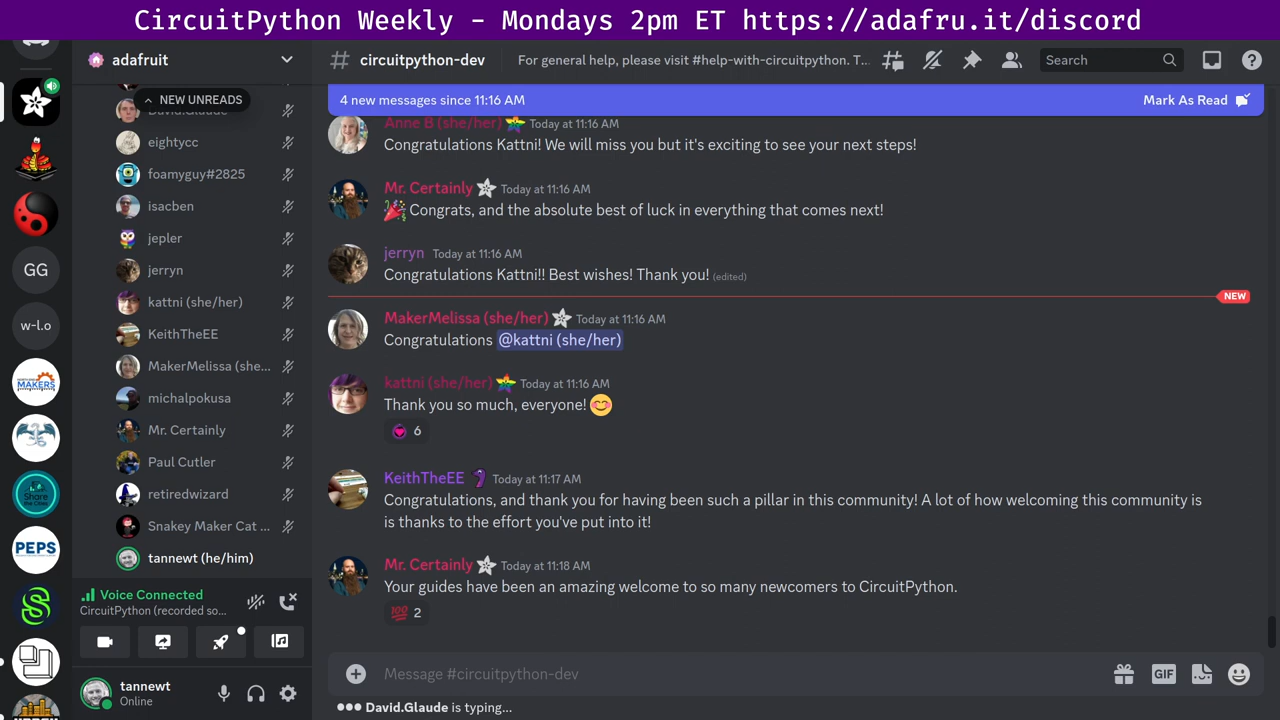 CircuitPython Weekly - Mondays 2pm ET https://adafru.it/discord
adafruit
circuitpython-dev
For general help, please visit #help-with-circuitpython. T...
Search
NEW UNREADS
David.Glaude
eightycc
foamyguy#2825
isacben
jepler
jerryn
kattni (she/her)
KeithTheEE
MakerMelissa (she...
michalpokusa
Mr. Certainly
Paul Cutler
retiredwizard
Snakey Maker Cat ...
tannewt (he/him)
Voice Connected
CircuitPython (recorded so...
tannewt
Online
GG
w-l.o
MAKERS
Share
PEPS
4 new messages since 11:16 AM
Mark As Read
Anne B (she/her) Today at 11:16 AM
Congratulations Kattni! We will miss you but it's exciting to see your next steps!
Mr. Certainly Today at 11:16 AM
Congrats, and the absolute best of luck in everything that comes next!
jerryn Today at 11:16 AM
Congratulations Kattni!! Best wishes! Thank you! (edited)
NEW
MakerMelissa (she/her) Today at 11:16 AM
Congratulations @kattni (she/her)
kattni (she/her) Today at 11:16 AM
Thank you so much, everyone! 😊
6
KeithTheEE Today at 11:17 AM
Congratulations, and thank you for having been such a pillar in this community! A lot of how welcoming this community is
is thanks to the effort you've put into it!
Mr. Certainly Today at 11:18 AM
Your guides have been an amazing welcome to so many newcomers to CircuitPython.
💯 2
Message #circuitpython-dev
GIF
David.Glaude is typing...